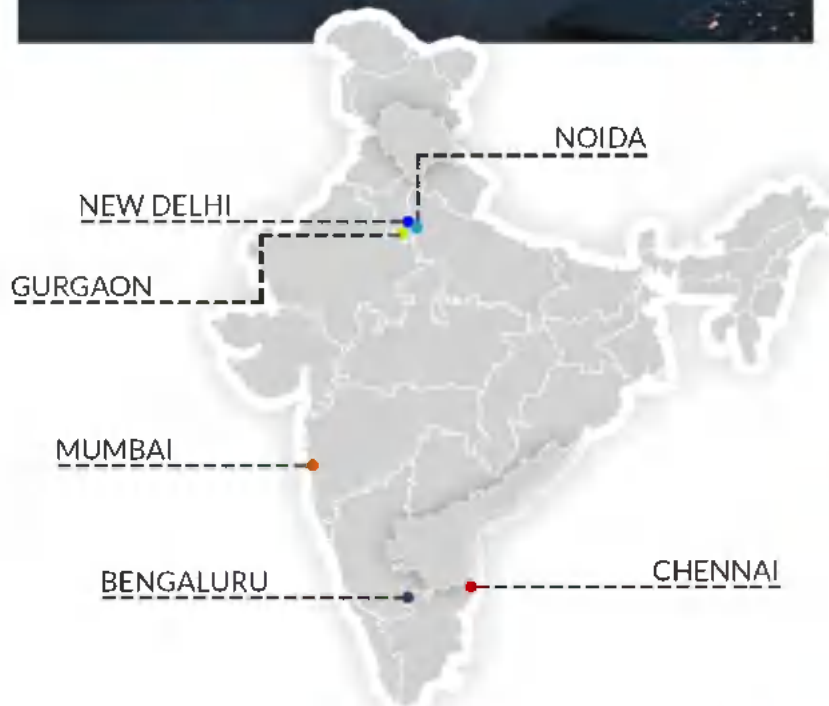 NOIDA
NEW DELHI
GURGAON
MUMBAI
BENGALURU
CHENNAI